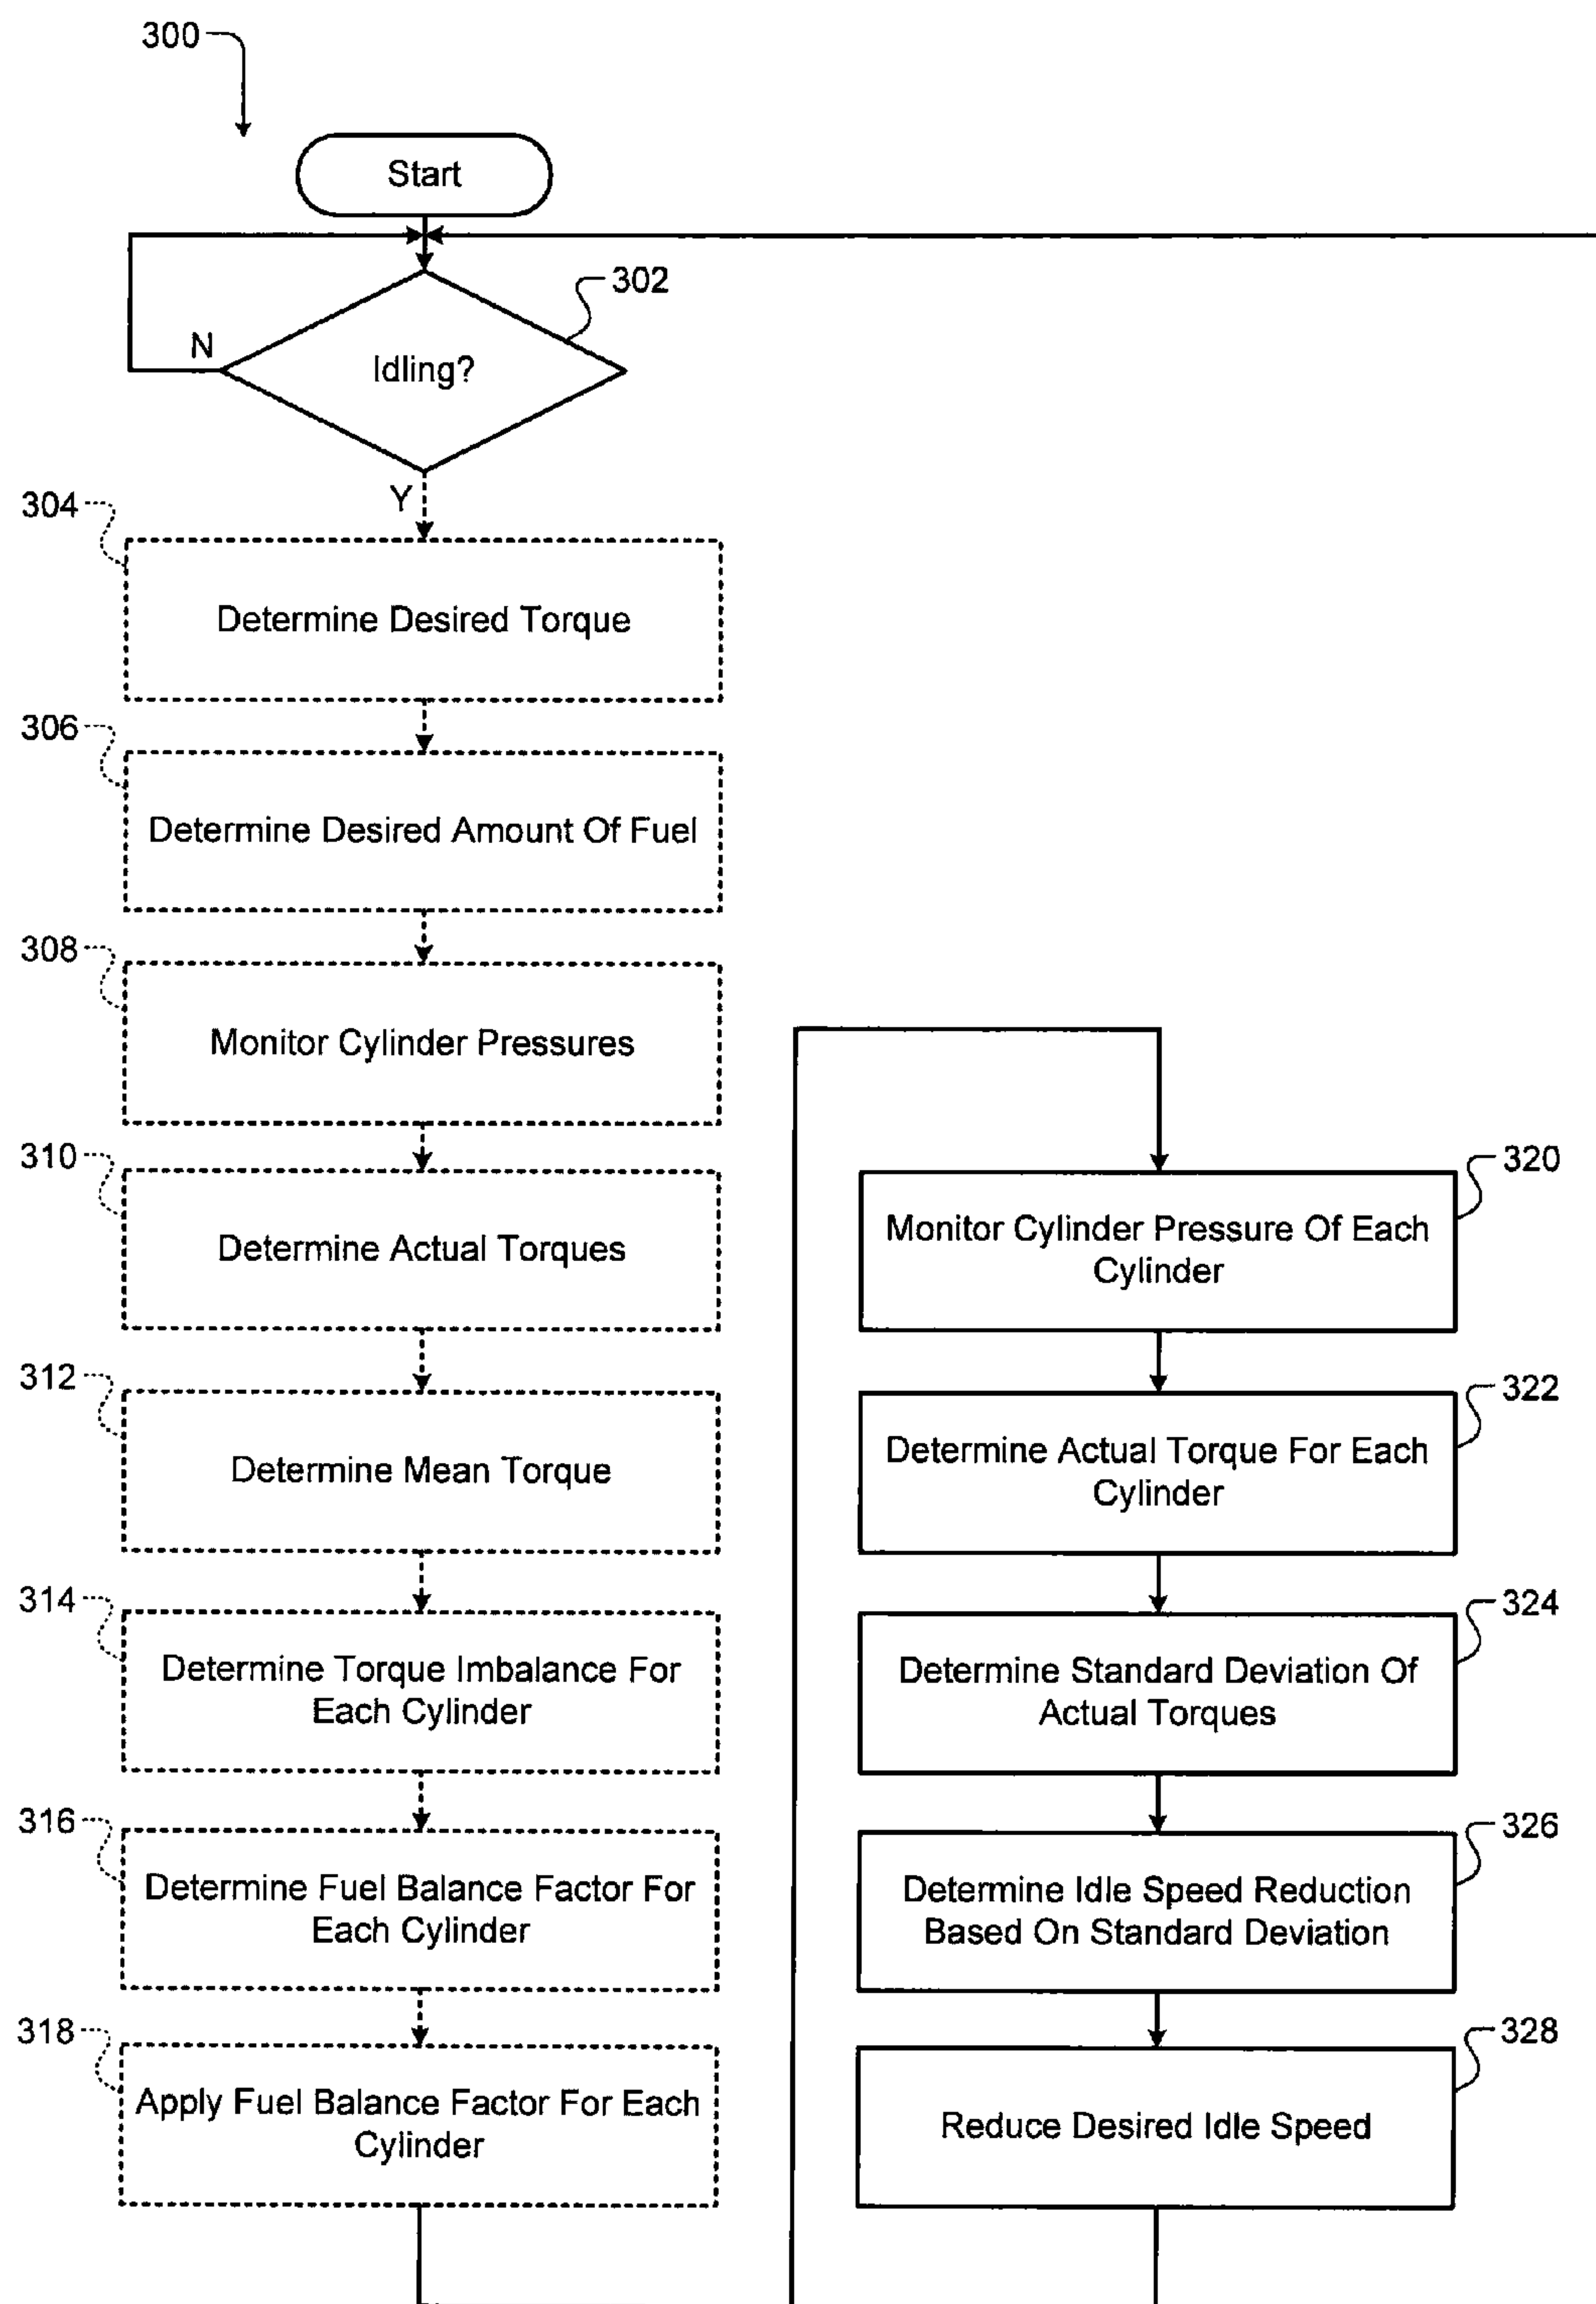 300
Start
302
Idling?
N
Y
304
Determine Desired Torque
306
Determine Desired Amount Of Fuel
308
Monitor Cylinder Pressures
310
Determine Actual Torques
312
Determine Mean Torque
314
Determine Torque Imbalance For
Each Cylinder
316
Determine Fuel Balance Factor For
Each Cylinder
318
Apply Fuel Balance Factor For Each
Cylinder
320
Monitor Cylinder Pressure Of Each
Cylinder
322
Determine Actual Torque For Each
Cylinder
324
Determine Standard Deviation Of
Actual Torques
326
Determine Idle Speed Reduction
Based On Standard Deviation
328
Reduce Desired Idle Speed